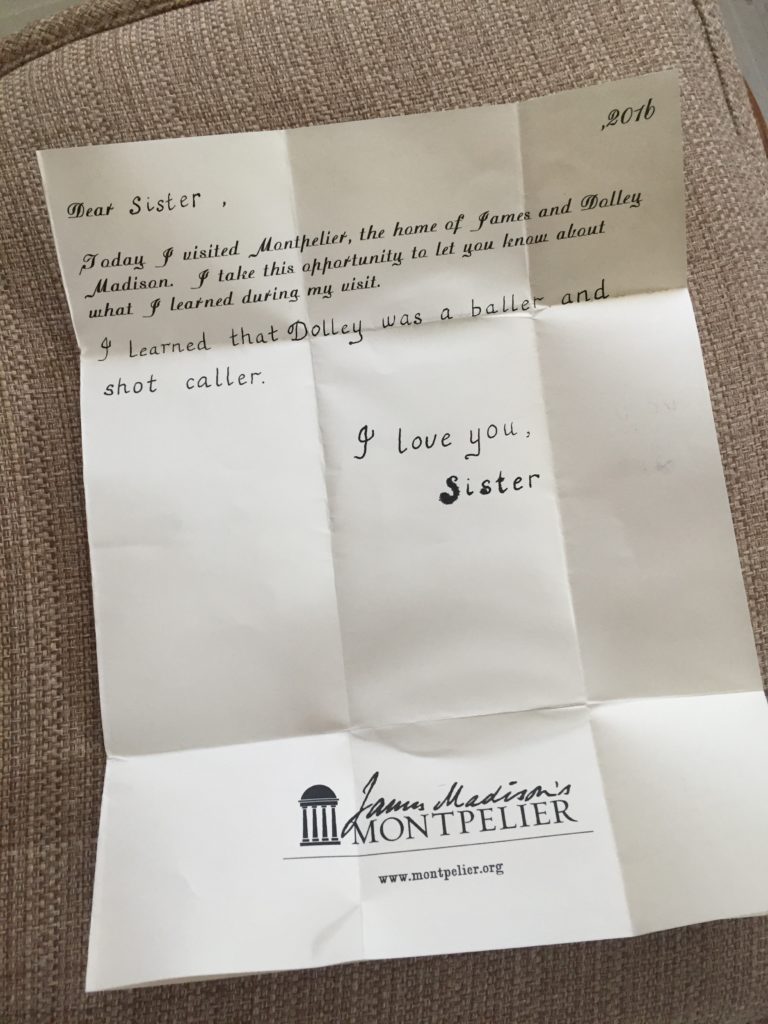 ,2016
Dear Sister ,
Today I visited Montpelier, the home of James and Dolley
Madison. I take this opportunity to let you know about
what I learned during my visit.
I learned that Dolley was a baller and
shot caller.
I love you,
Sister
James Madison's
MONTPELIER
www.montpelier.org